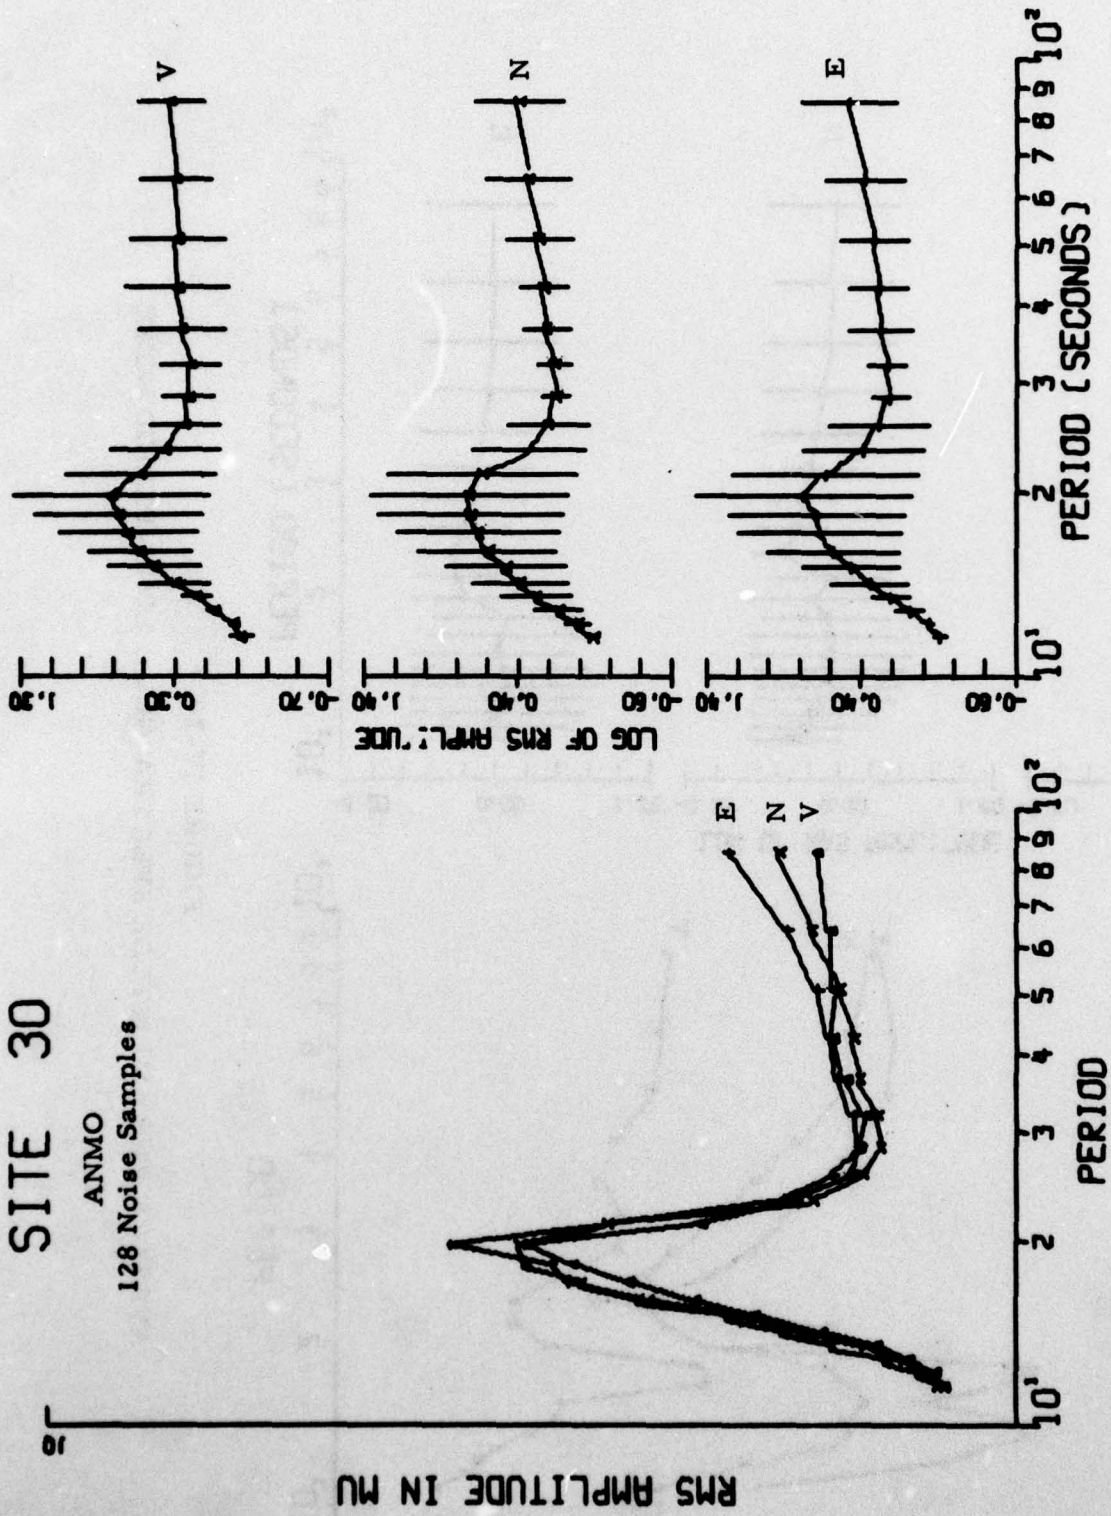 SITE 30
ANMO
128 Noise Samples
RMS AMPLITUDE IN MU
10
10¹
2
3
4
5
6
7
8
9
10²
PERIOD
E
N
V
LOG OF RMS AMPLITUDE
1.30
0.30
-0.70
V
1.40
0.40
-0.60
N
1.40
0.40
-0.60
E
10¹
2
3
4
5
6
7
8
9
10²
PERIOD (SECONDS)